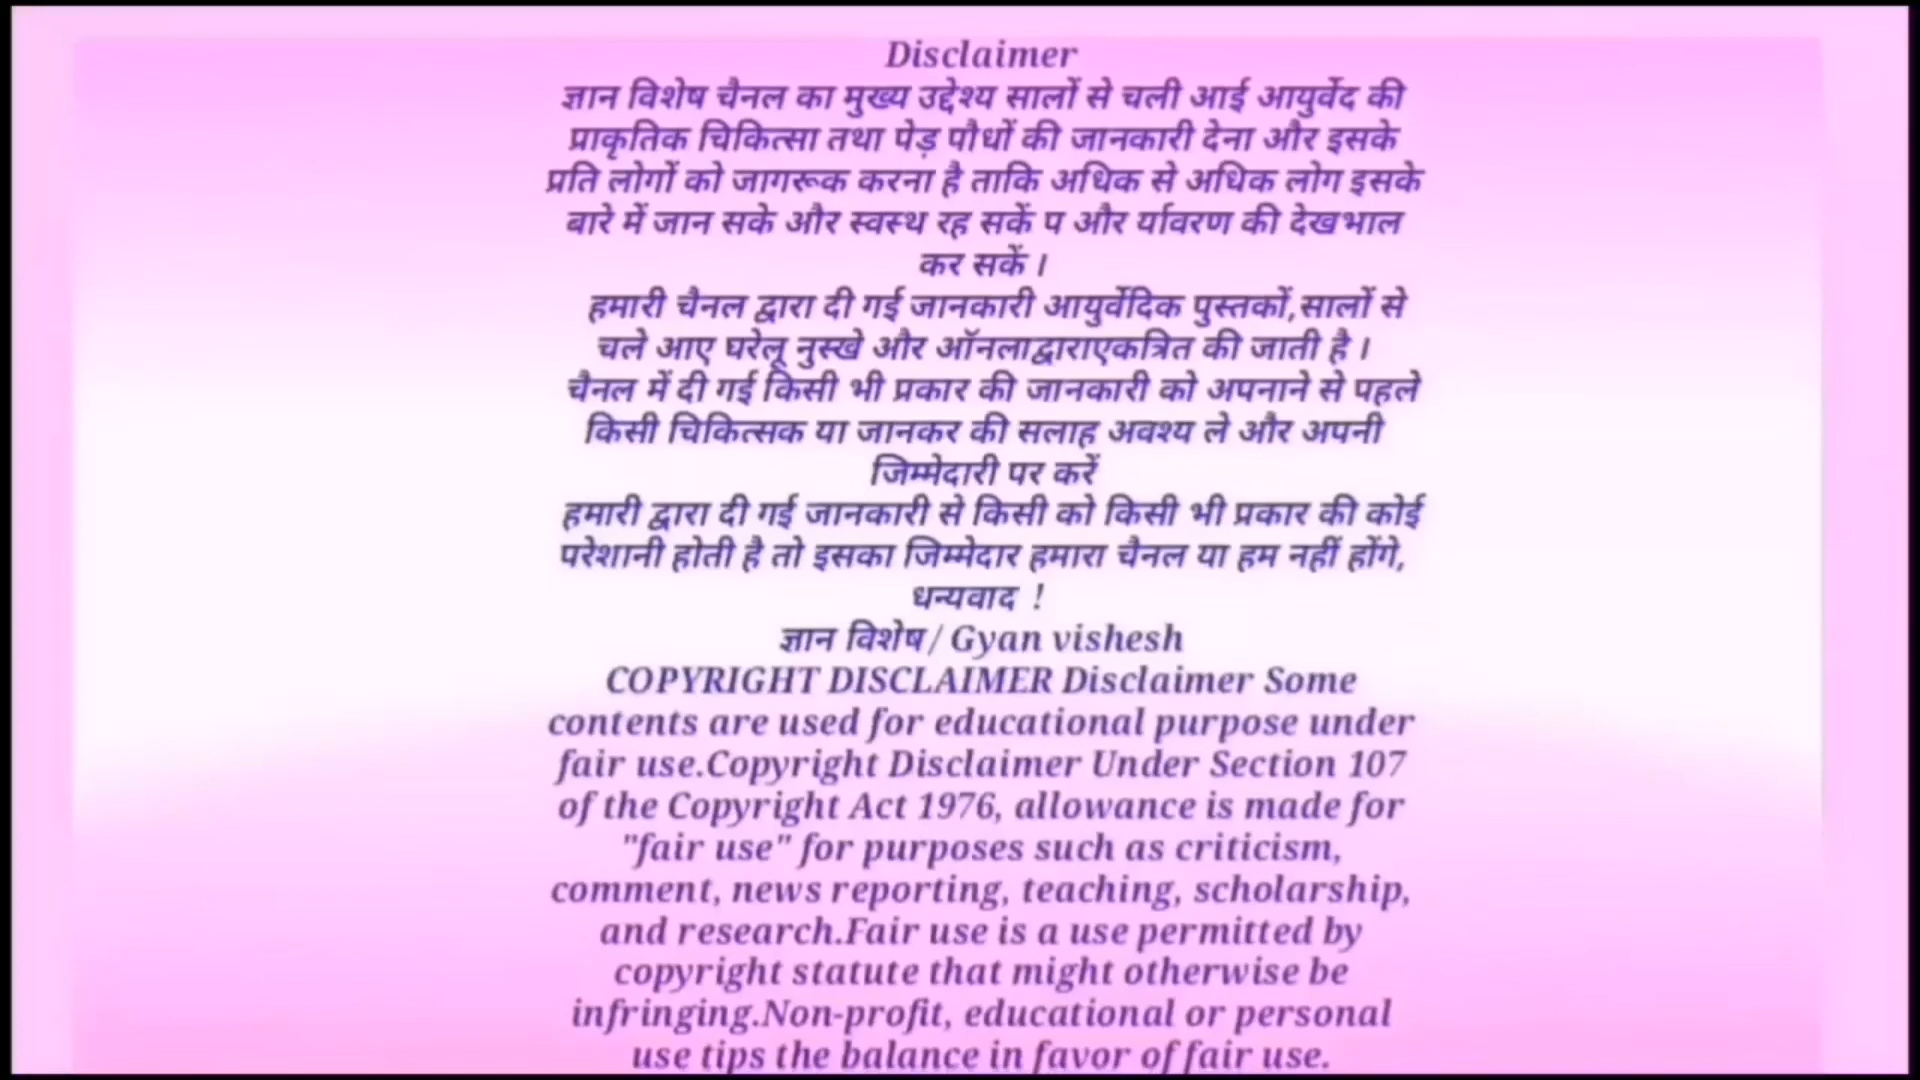 Disclaimer
ज्ञान विशेष चैनल का मुख्य उद्देश्य सालों से चली आई आयुर्वेद की
प्राकृतिक चिकित्सा तथा पेड़ पौधों की जानकारी देना और इसके
प्रति लोगों को जागरूक करना है ताकि अधिक से अधिक लोग इसके
बारे में जान सके और स्वस्थ रह सकें प और र्यावरण की देखभाल
कर सकें ।
हमारी चैनल द्वारा दी गई जानकारी आयुर्वेदिक पुस्तकों,सालों से
चले आए घरेलू नुस्खे और ऑनलाद्वाराएकत्रित की जाती है ।
चैनल में दी गई किसी भी प्रकार की जानकारी को अपनाने से पहले
किसी चिकित्सक या जानकर की सलाह अवश्य ले और अपनी
जिम्मेदारी पर करें
हमारी द्वारा दी गई जानकारी से किसी को किसी भी प्रकार की कोई
परेशानी होती है तो इसका जिम्मेदार हमारा चैनल या हम नहीं होंगे,
धन्यवाद !
ज्ञान विशेष/ Gyan vishesh
COPYRIGHT DISCLAIMER Disclaimer Some
contents are used for educational purpose under
fair use.Copyright Disclaimer Under Section 107
of the Copyright Act 1976, allowance is made for
"fair use" for purposes such as criticism,
comment, news reporting, teaching, scholarship,
and research.Fair use is a use permitted by
copyright statute that might otherwise be
infringing.Non-profit, educational or personal
use tips the balance in favor of fair use.